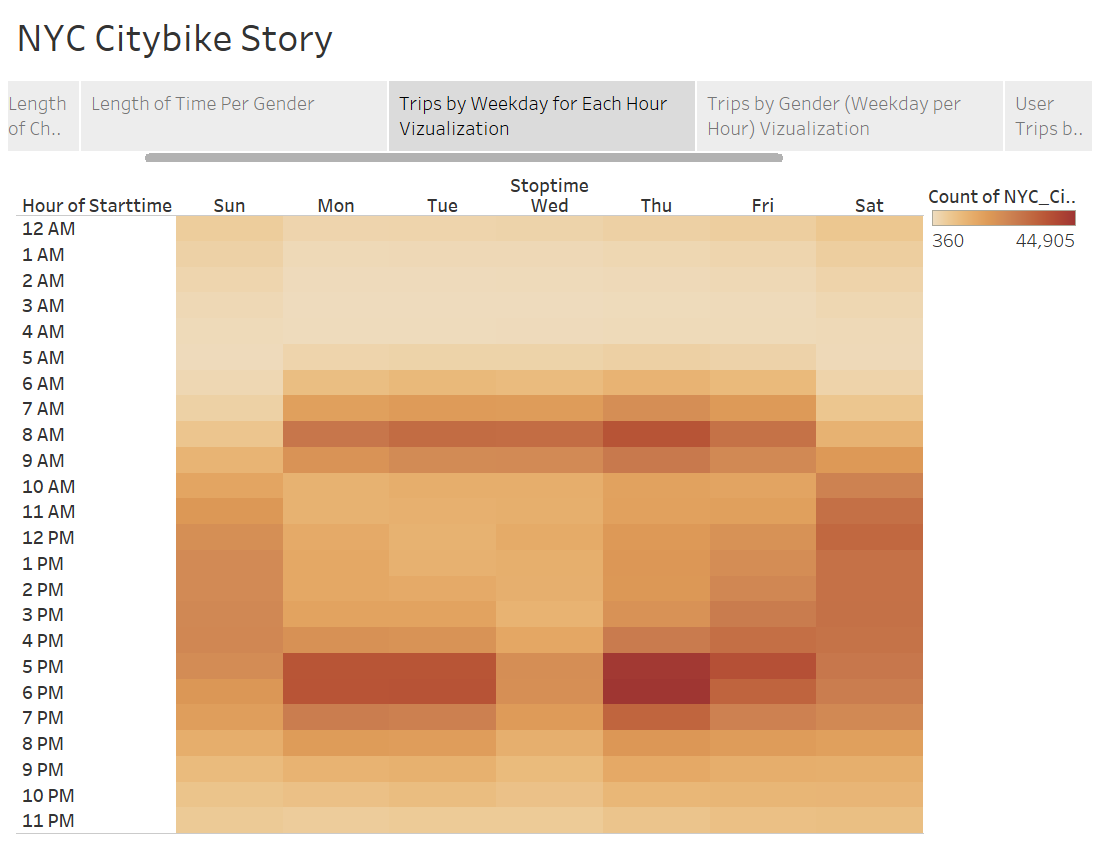 NYC Citybike Story
Length
of Ch..
Length of Time Per Gender
Trips by Weekday for Each Hour
Vizualization
Trips by Gender (Weekday per
Hour) Vizualization
User
Trips b..
Stoptime
Hour of Starttime Sun Mon Tue Wed Thu Fri Sat
12 AM
1 AM
2 AM
3 AM
4 AM
5 AM
6 AM
7 AM
8 AM
9 AM
10 AM
11 AM
12 PM
1 PM
2 PM
3 PM
4 PM
5 PM
6 PM
7 PM
8 PM
9 PM
10 PM
11 PM
Count of NYC_Ci..
360 44,905